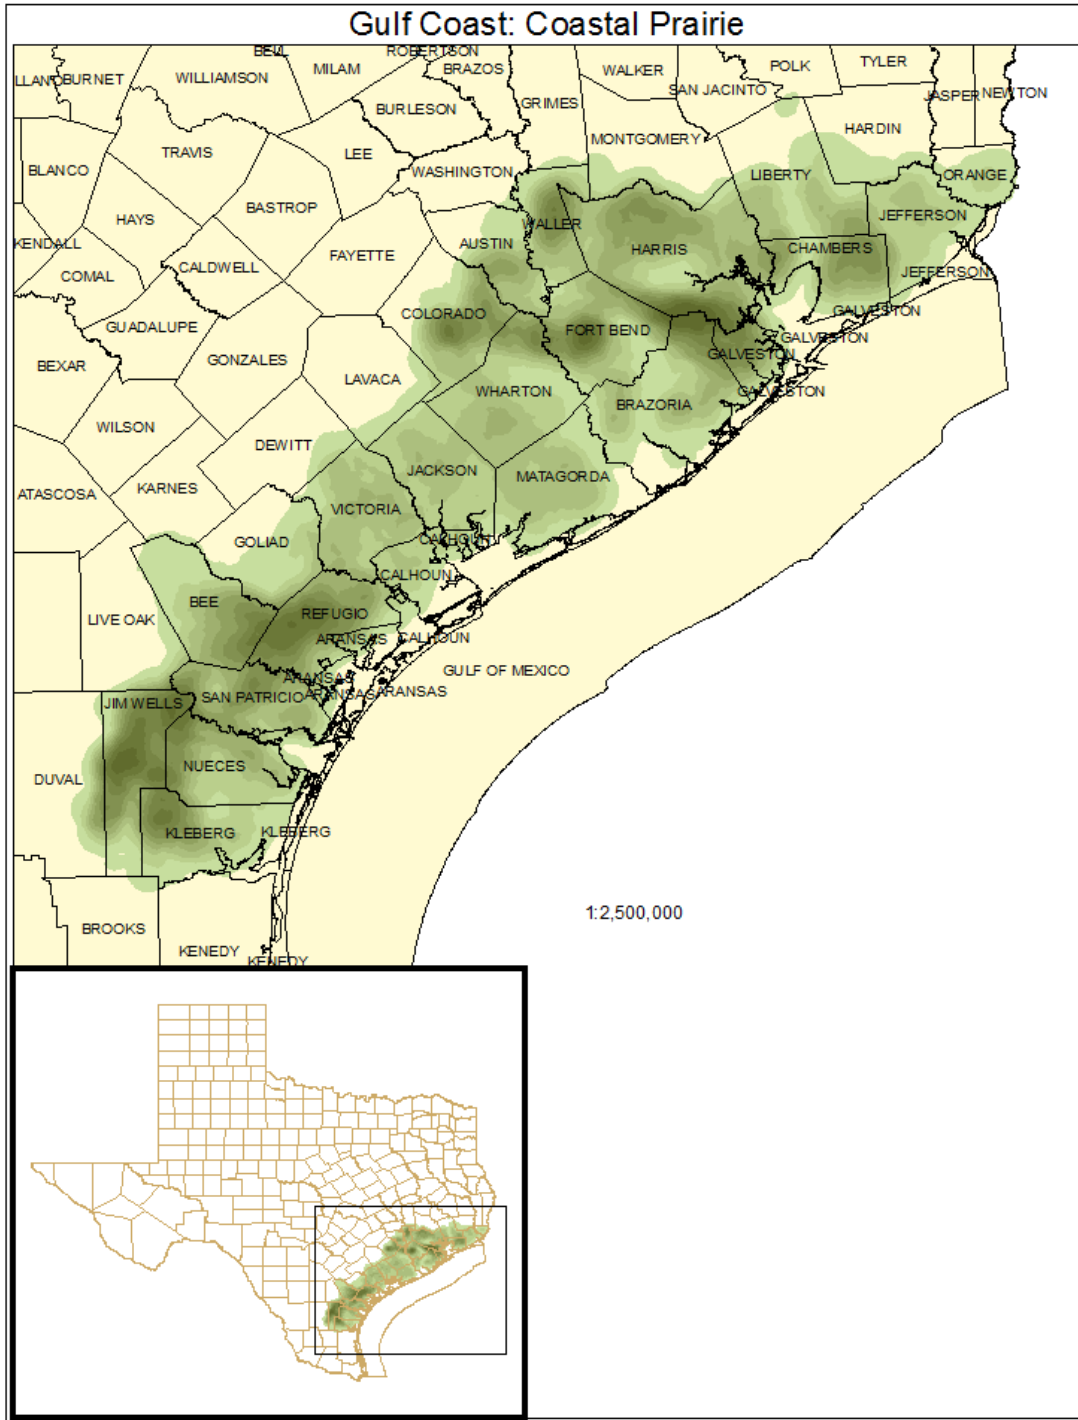 Gulf Coast: Coastal Prairie
BELL
ROBERTSON
LLANO
BURNET
WILLIAMSON
MILAM
BRAZOS
WALKER
POLK
TYLER
SAN JACINTO
JASPER
NEWTON
GRIMES
BURLESON
MONTGOMERY
HARDIN
TRAVIS
LEE
BLANCO
WASHINGTON
LIBERTY
ORANGE
BASTROP
HAYS
WALLER
JEFFERSON
KENDALL
AUSTIN
HARRIS
CHAMBERS
FAYETTE
CALDWELL
COMAL
JEFFERSON
COLORADO
GALVESTON
GUADALUPE
FORT BEND
GALVESTON
GONZALES
GALVESTON
BEXAR
LAVACA
WHARTON
GALVESTON
BRAZORIA
WILSON
DEWITT
JACKSON
MATAGORDA
KARNES
ATASCOSA
VICTORIA
GOLIAD
CALHOUN
CALHOUN
BEE
REFUGIO
LIVE OAK
ARANSAS
CALHOUN
GULF OF MEXICO
ARANSAS
ARANSAS
ARANSAS
SAN PATRICIO
JIM WELLS
NUECES
DUVAL
KLEBERG
KLEBERG
1:2,500,000
BROOKS
KENEDY
KENEDY